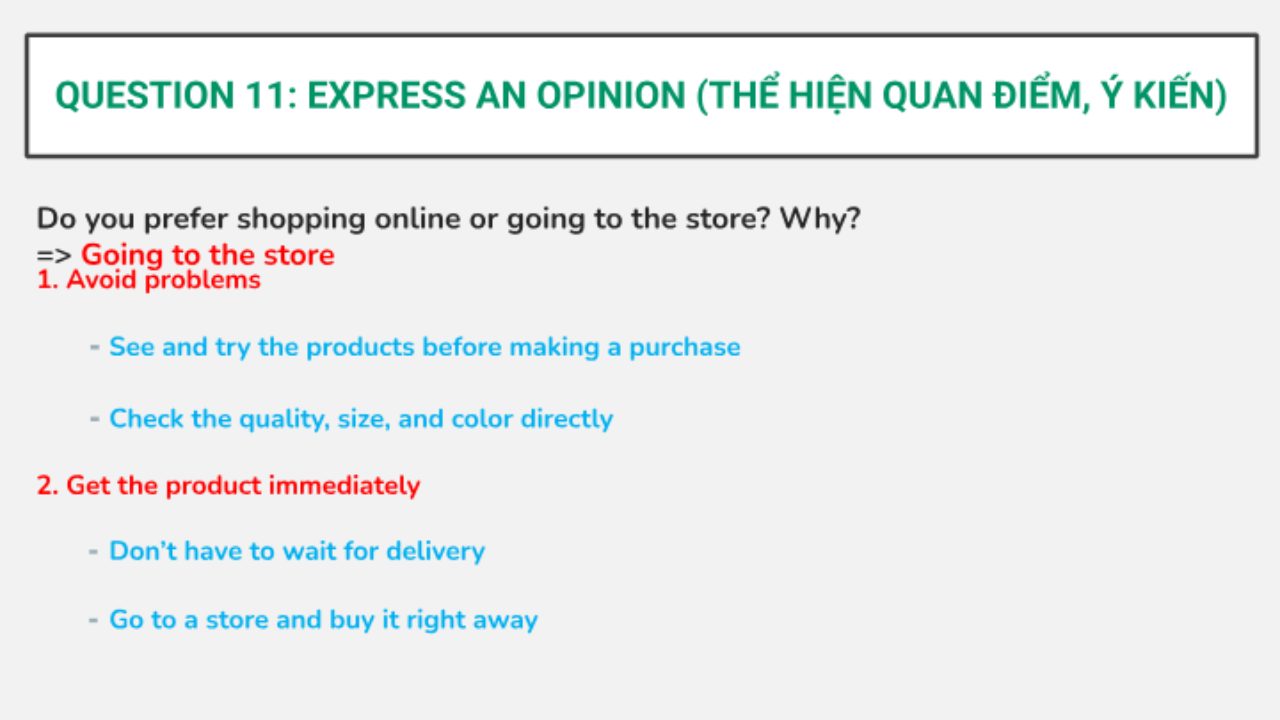 QUESTION 11: EXPRESS AN OPINION (THỂ HIỆN QUAN ĐIỂM, Ý KIẾN)
Do you prefer shopping online or going to the store? Why?
=> Going to the store
1. Avoid problems
- See and try the products before making a purchase
- Check the quality, size, and color directly
2. Get the product immediately
- Don’t have to wait for delivery
- Go to a store and buy it right away